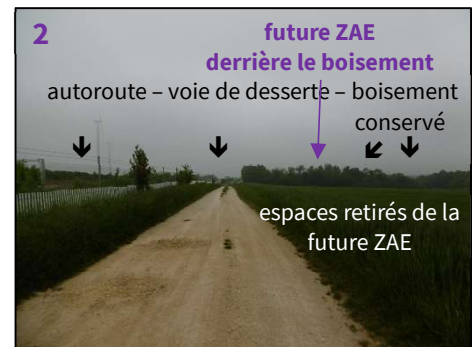 2
future ZAE
derrière le boisement
autoroute – voie de desserte – boisement
conservé
espaces retirés de la
future ZAE